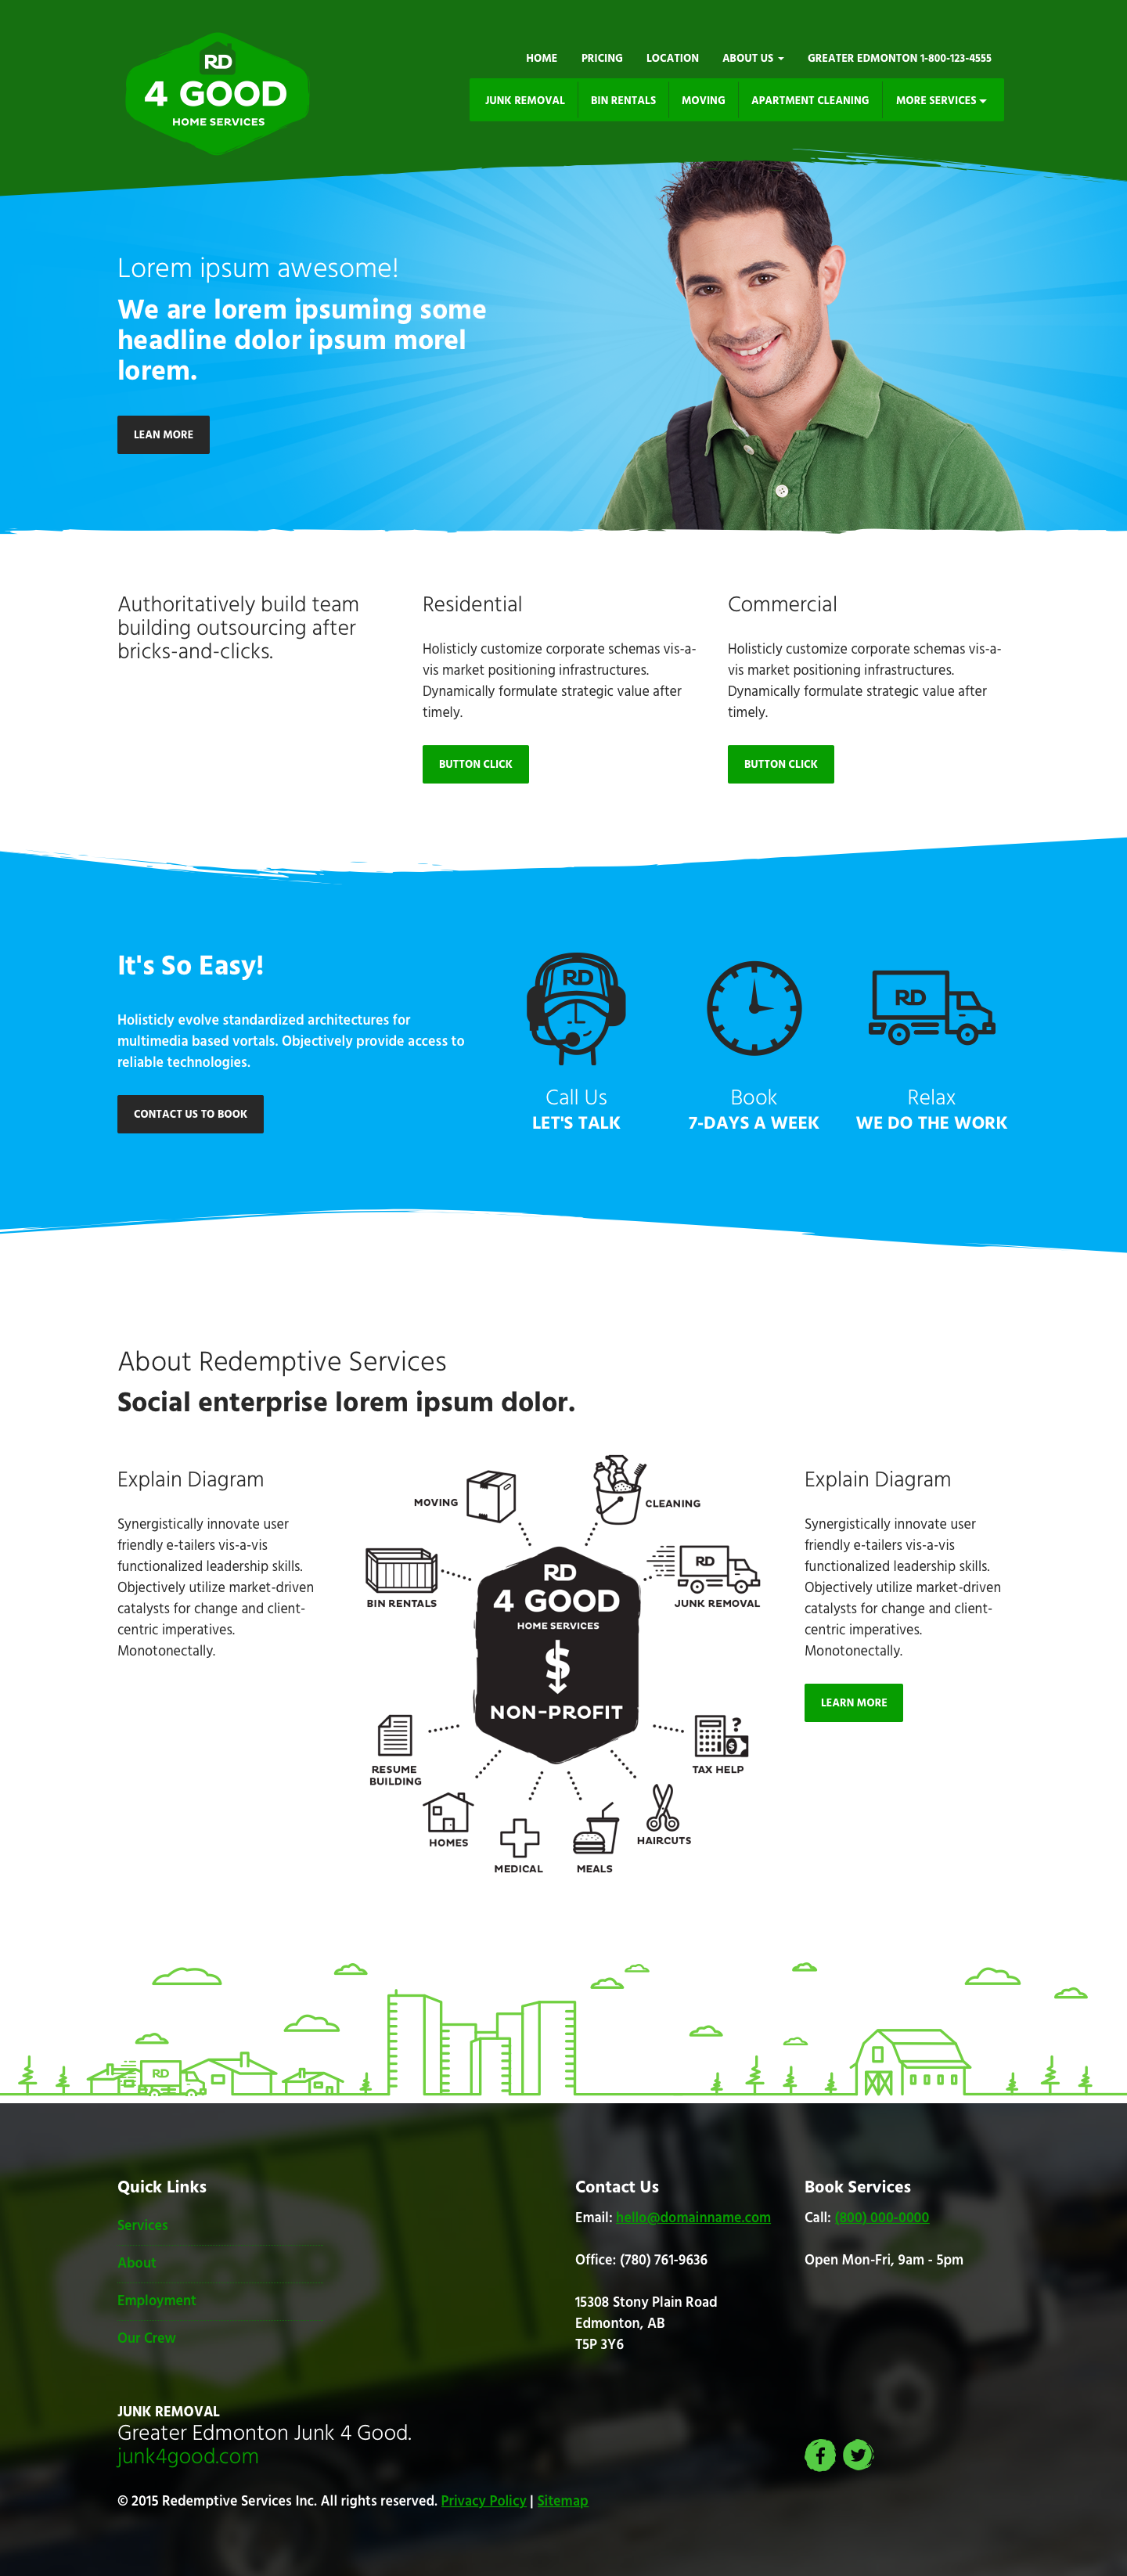 RD
4 GOOD
HOME SERVICES
HOME PRICING LOCATION ABOUT US GREATER EDMONTON 1-800-123-4555
JUNK REMOVAL BIN RENTALS MOVING APARTMENT CLEANING MORE SERVICES
Lorem ipsum awesome!
We are lorem ipsuming some
headline dolor ipsum morel
lorem.
LEAN MORE
Authoritatively build team
building outsourcing after
bricks-and-clicks.
Residential
Holisticly customize corporate schemas vis-a-
vis market positioning infrastructures.
Dynamically formulate strategic value after
timely.
BUTTON CLICK
Commercial
Holisticly customize corporate schemas vis-a-
vis market positioning infrastructures.
Dynamically formulate strategic value after
timely.
BUTTON CLICK
It's So Easy!
Holisticly evolve standardized architectures for
multimedia based vortals. Objectively provide access to
reliable technologies.
CONTACT US TO BOOK
RD
Call Us
LET'S TALK
Book
7-DAYS A WEEK
RD
Relax
WE DO THE WORK
About Redemptive Services
Social enterprise lorem ipsum dolor.
Explain Diagram
Synergistically innovate user
friendly e-tailers vis-a-vis
functionalized leadership skills.
Objectively utilize market-driven
catalysts for change and client-
centric imperatives.
Monotonectally.
MOVING
CLEANING
BIN RENTALS
RD
JUNK REMOVAL
RD
4 GOOD
HOME SERVICES
$
NON-PROFIT
RESUME
BUILDING
?
$
TAX HELP
HOMES
HAIRCUTS
MEDICAL
MEALS
Explain Diagram
Synergistically innovate user
friendly e-tailers vis-a-vis
functionalized leadership skills.
Objectively utilize market-driven
catalysts for change and client-
centric imperatives.
Monotonectally.
LEARN MORE
RD
Quick Links
Services
About
Employment
Our Crew
Contact Us
Email: hello@domainname.com
Office: (780) 761-9636
15308 Stony Plain Road
Edmonton, AB
T5P 3Y6
Book Services
Call: (800) 000-0000
Open Mon-Fri, 9am - 5pm
JUNK REMOVAL
Greater Edmonton Junk 4 Good.
junk4good.com
© 2015 Redemptive Services Inc. All rights reserved. Privacy Policy | Sitemap